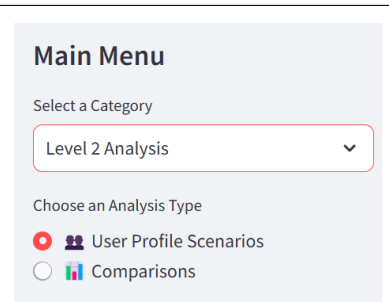 Main Menu
Select a Category
Level 2 Analysis
Choose an Analysis Type
User Profile Scenarios
Comparisons